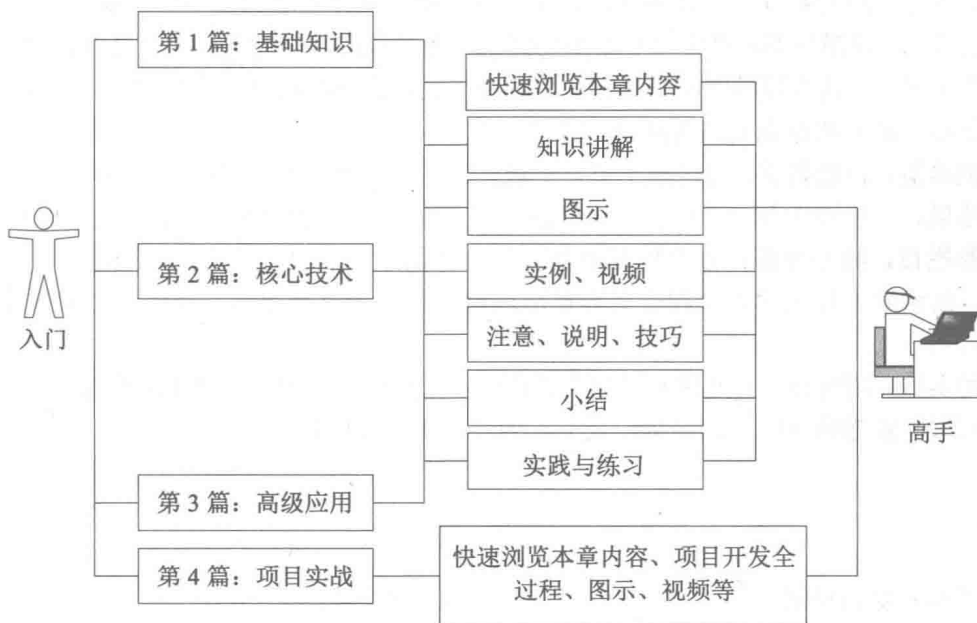 第 1 篇：基础知识
快速浏览本章内容
知识讲解
图示
第 2 篇：核心技术
实例、视频
入门
注意、说明、技巧
小结
高手
实践与练习
第 3 篇：高级应用
第 4 篇：项目实战
快速浏览本章内容、项目开发全
过程、图示、视频等